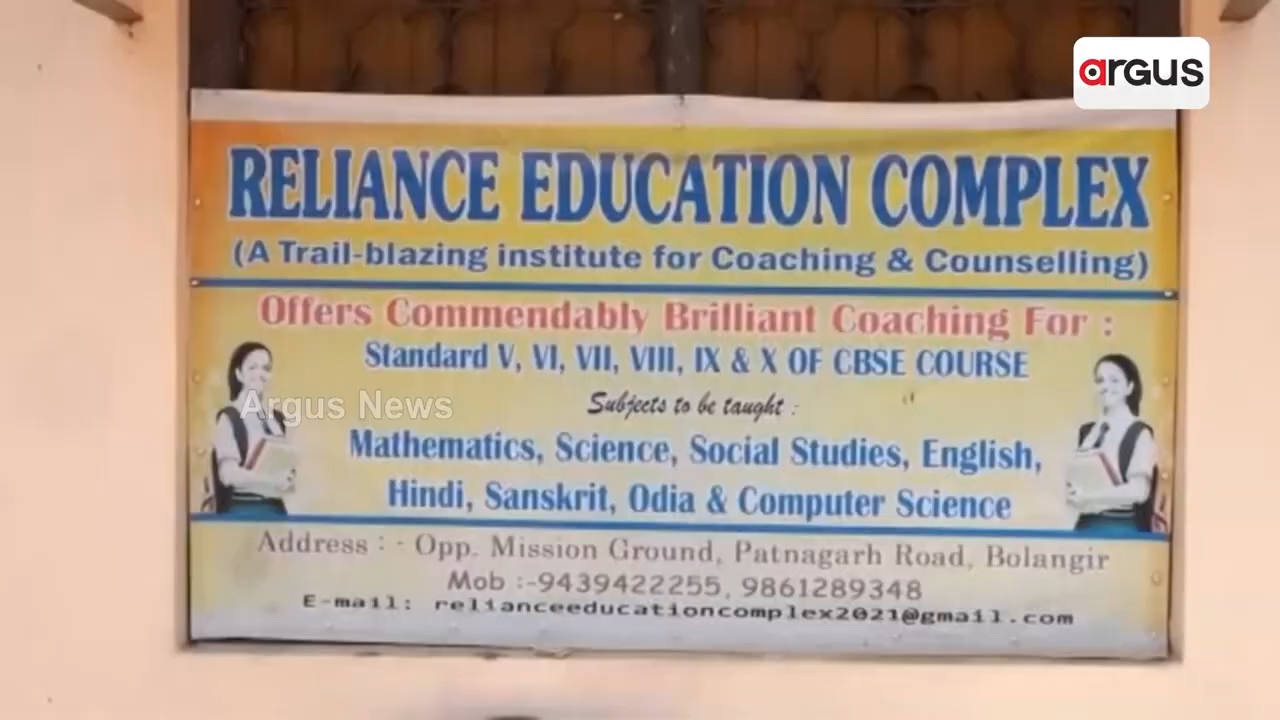 argus
RELIANCE EDUCATION COMPLEX
(A Trail-blazing institute for Coaching & Counselling)
Offers Commendably Brilliant Coaching For :
Standard V, VI, VII, VIII, IX & X OF CBSE COURSE
Argus News
Subjects to be taught :
Mathematics, Science, Social Studies, English,
Hindi, Sanskrit, Odia & Computer Science
Address : - Opp. Mission Ground, Patnagarh Road, Bolangir
Mob :-9439422255, 9861289348
E-mail: relianceeducationcomplex2021@gmail.com